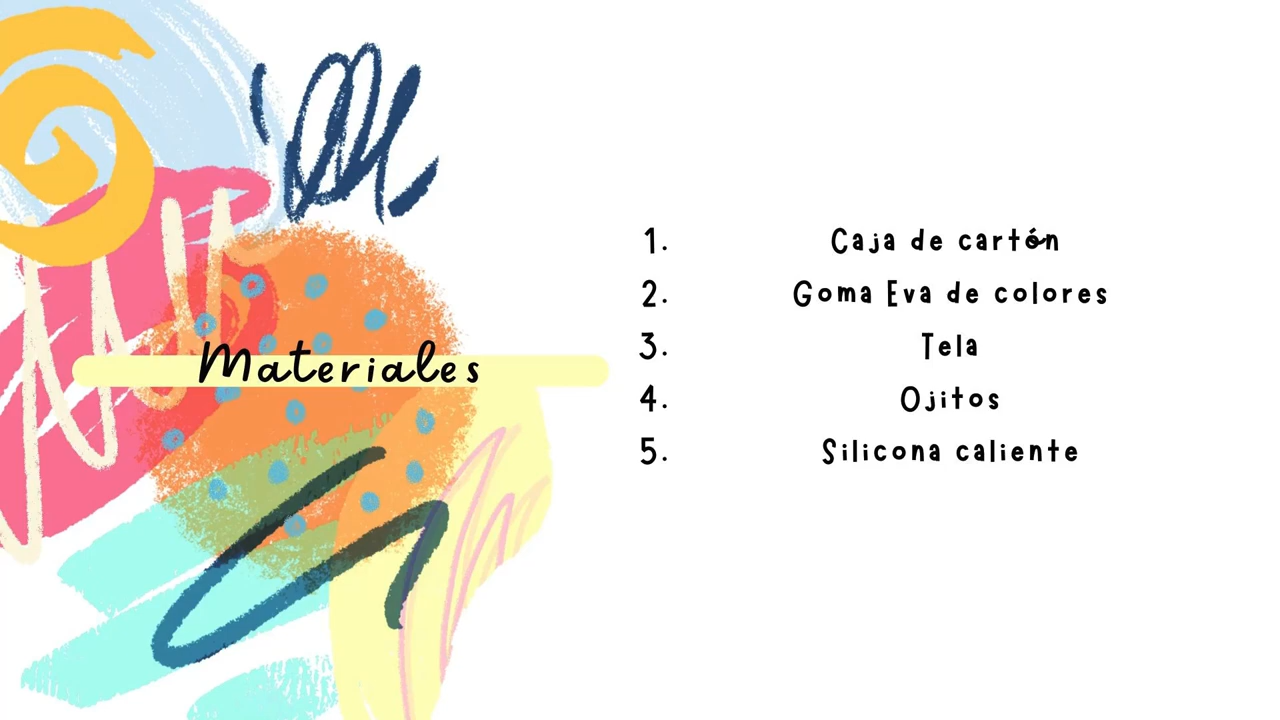 Materiales
1. Caja de cartón
2. Goma Eva de colores
3. Tela
4. Ojitos
5. Silicona caliente